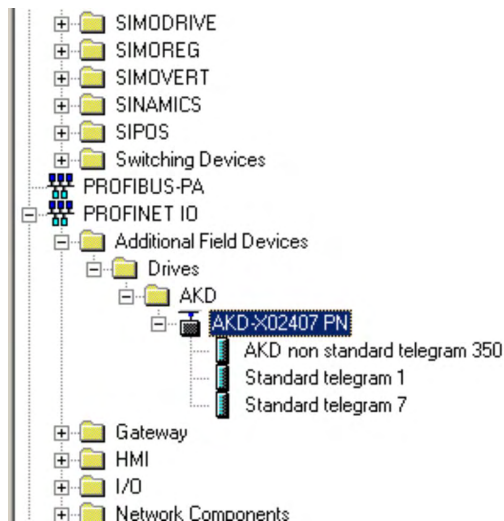 SIMODRIVE
SIMOREG
SIMOVERT
SINAMICS
SIPOS
Switching Devices
PROFIBUS-PA
PROFINET IO
Additional Field Devices
Drives
AKD
AKD-X02407 PN
AKD non standard telegram 350
Standard telegram 1
Standard telegram 7
Gateway
HMI
I/O
Network Components